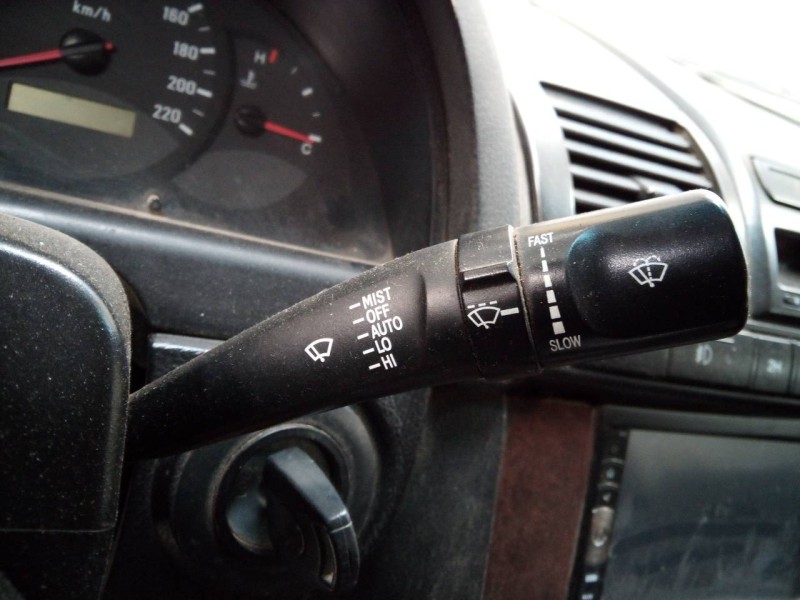 km/h
160
180
200
220
H
C
MIST
OFF
AUTO
LO
HI
FAST
SLOW